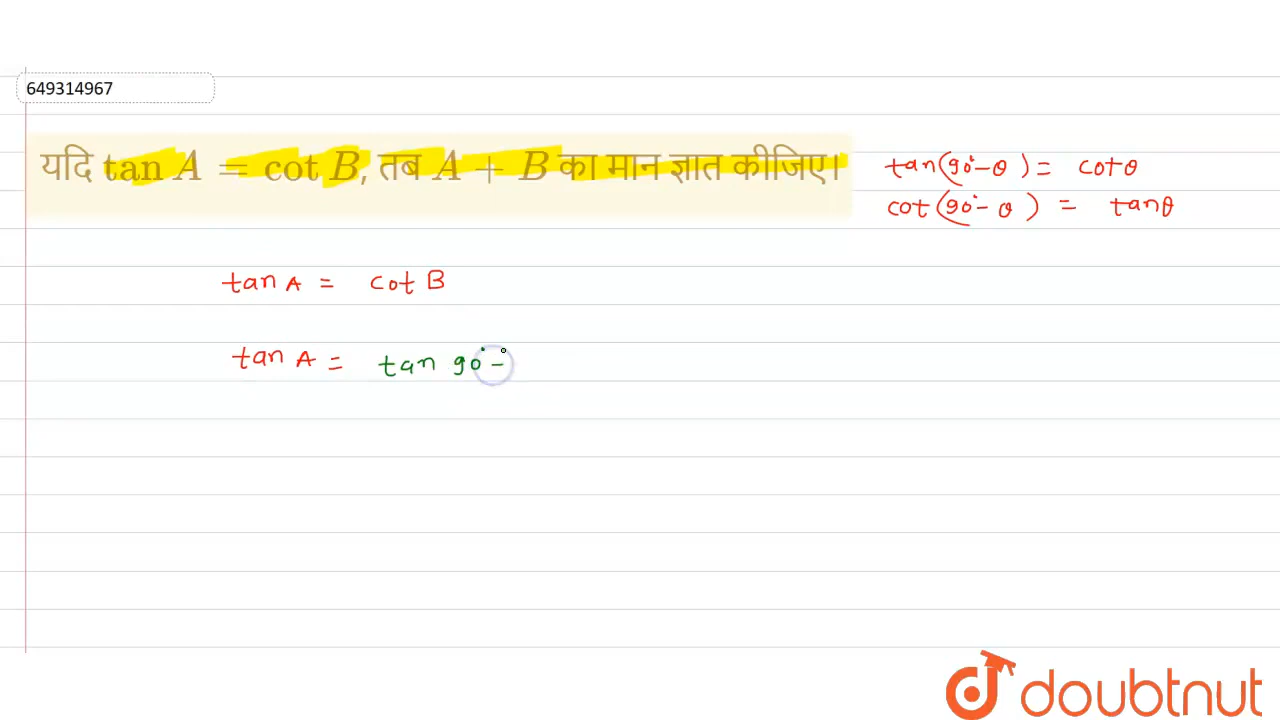 649314967
यदि tan A = cot B, तब A + B का मान ज्ञात कीजिए।
tan(90°-θ) = cotθ
cot(90°-θ) = tanθ
tan A = cot B
tan A = tan 90°-
doubtnut